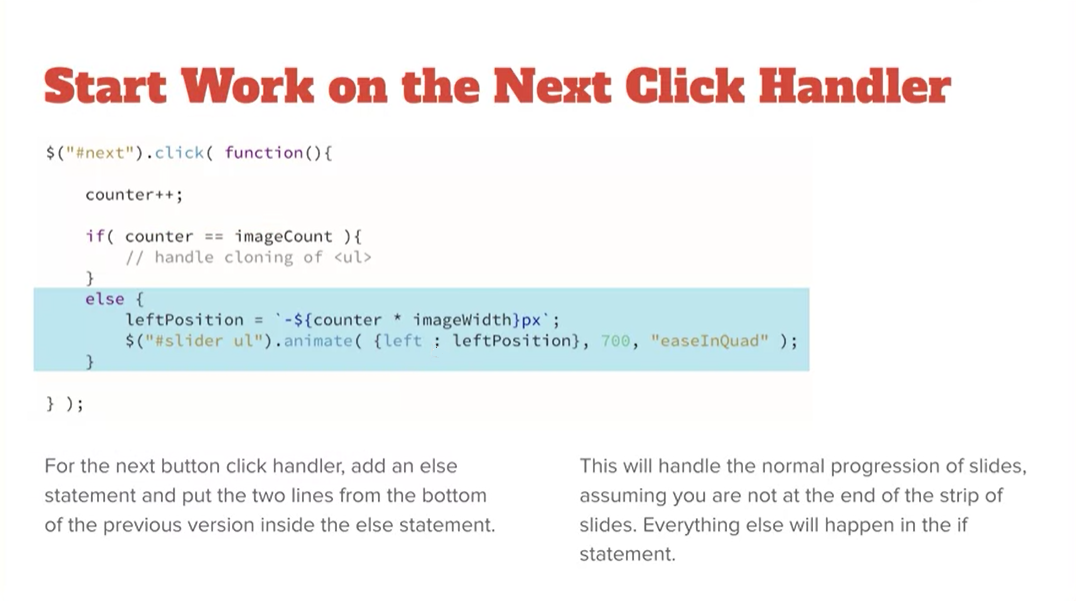 Start Work on the Next Click Handler
$("#next").click( function(){
counter++;
if( counter == imageCount ){
// handle cloning of <ul>
}
else {
leftPosition = `-${counter * imageWidth}px`;
$("#slider ul").animate( {left : leftPosition}, 700, "easeInQuad" );
}
} );
For the next button click handler, add an else
statement and put the two lines from the bottom
of the previous version inside the else statement.
This will handle the normal progression of slides,
assuming you are not at the end of the strip of
slides. Everything else will happen in the if
statement.